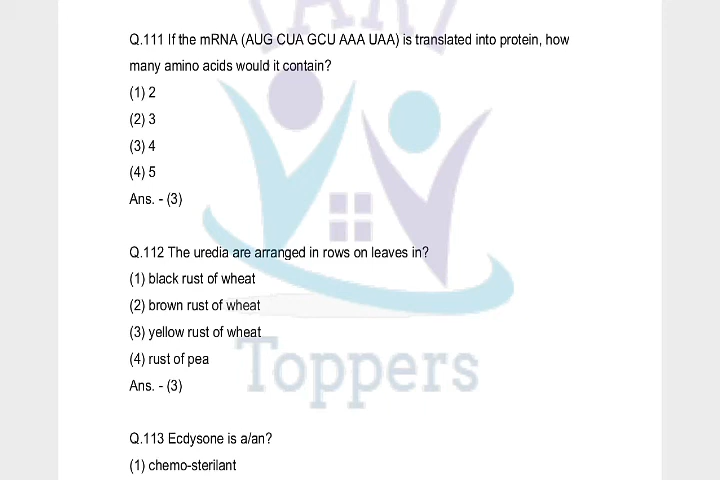 Q.111 If the mRNA (AUG CUA GCU AAA UAA) is translated into protein, how
many amino acids would it contain?
(1) 2
(2) 3
(3) 4
(4) 5
Ans. - (3)
Q.112 The uredia are arranged in rows on leaves in?
(1) black rust of wheat
(2) brown rust of wheat
(3) yellow rust of wheat
(4) rust of pea
Toppers
Ans. - (3)
Q.113 Ecdysone is a/an?
(1) chemo-sterilant